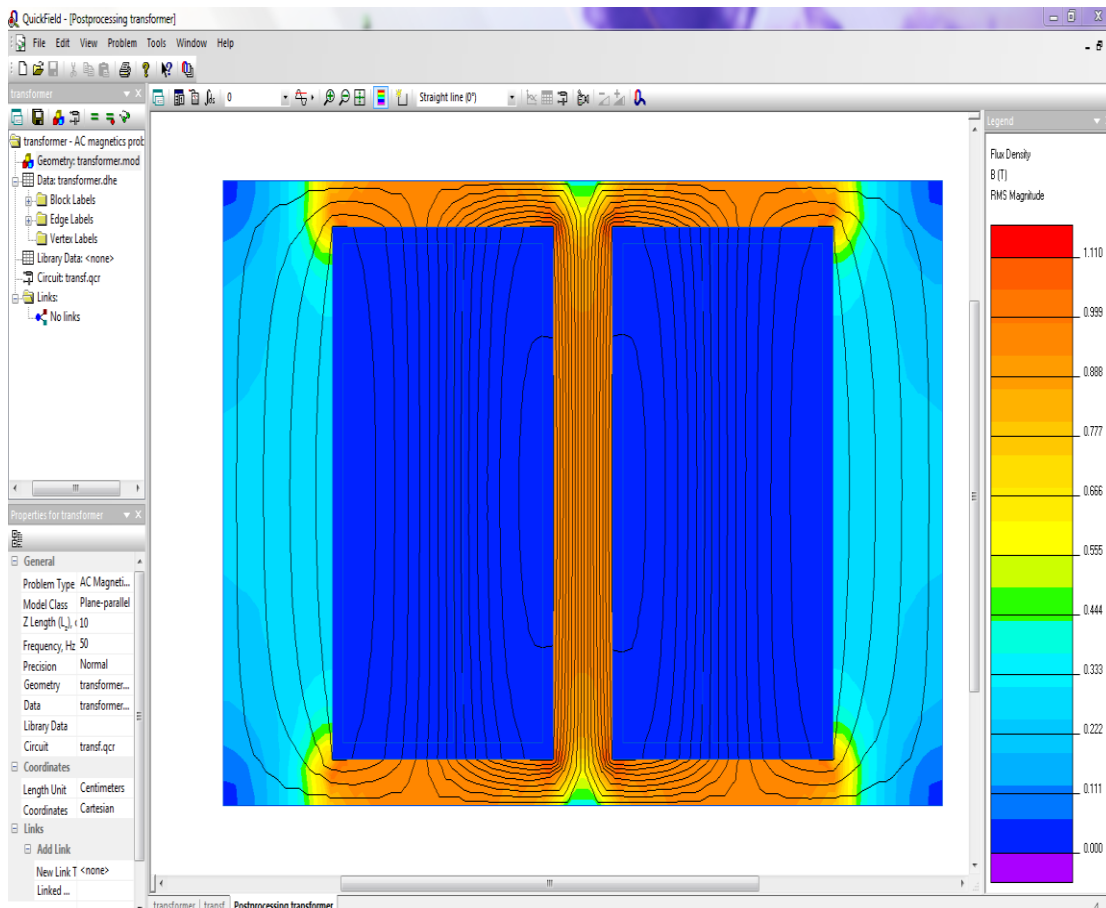 QuickField - [Postprocessing transformer]
File Edit View Problem Tools Window Help
transformer
0
Straight line (0°)
transformer - AC magnetics prob
Geometry: transformer.mod
Data: transformer.dhe
Block Labels
Edge Labels
Vertex Labels
Library Data: <none>
Circuit: transf.qcr
Links:
No links
Properties for transformer
General
Problem Type AC Magneti...
Model Class Plane-parallel
Z Length (Lz), 10
Frequency, Hz 50
Precision Normal
Geometry transformer...
Data transformer...
Library Data
Circuit transf.qcr
Coordinates
Length Unit Centimeters
Coordinates Cartesian
Links
Add Link
New Link T <none>
Linked ...
Legend
Flux Density
B (T)
RMS Magnitude
1.110
0.999
0.888
0.777
0.666
0.555
0.444
0.333
0.222
0.111
0.000
transformer transf Postprocessing transformer